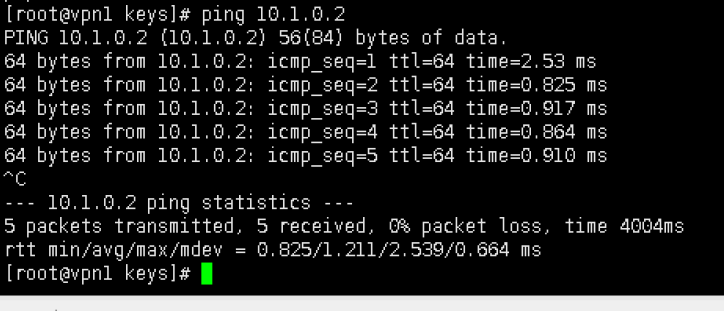 [root@vpn1 keys]# ping 10.1.0.2
PING 10.1.0.2 (10.1.0.2) 56(84) bytes of data.
64 bytes from 10.1.0.2: icmp_seq=1 ttl=64 time=2.53 ms
64 bytes from 10.1.0.2: icmp_seq=2 ttl=64 time=0.825 ms
64 bytes from 10.1.0.2: icmp_seq=3 ttl=64 time=0.917 ms
64 bytes from 10.1.0.2: icmp_seq=4 ttl=64 time=0.864 ms
64 bytes from 10.1.0.2: icmp_seq=5 ttl=64 time=0.910 ms
^C
--- 10.1.0.2 ping statistics ---
5 packets transmitted, 5 received, 0% packet loss, time 4004ms
rtt min/avg/max/mdev = 0.825/1.211/2.539/0.664 ms
[root@vpn1 keys]#